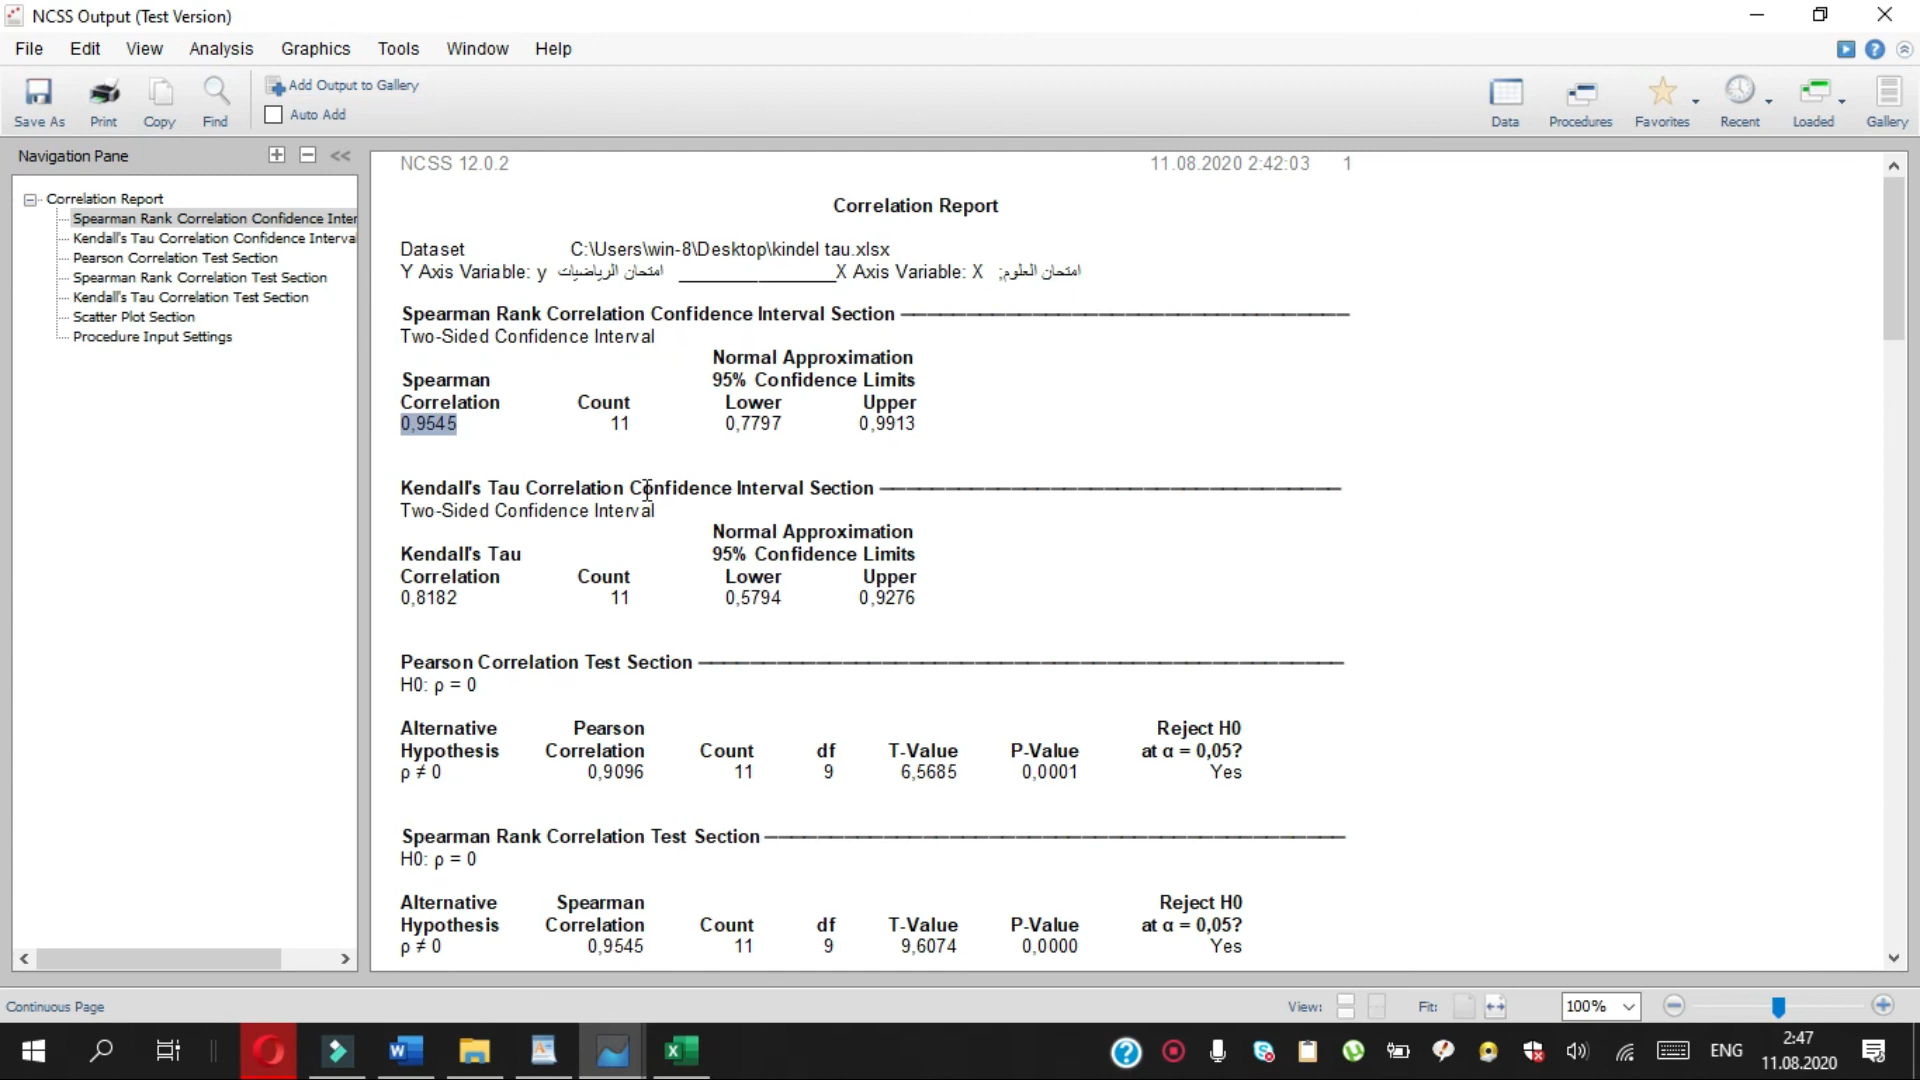 NCSS Output (Test Version)
File Edit View Analysis Graphics Tools Window Help
Save As Print Copy Find
Add Output to Gallery
Auto Add
Data Procedures Favorites Recent Loaded Gallery
Navigation Pane
Correlation Report
Spearman Rank Correlation Confidence Inter
Kendall's Tau Correlation Confidence Interva
Pearson Correlation Test Section
Spearman Rank Correlation Test Section
Kendall's Tau Correlation Test Section
Scatter Plot Section
Procedure Input Settings
NCSS 12.0.2 11.08.2020 2:42:03 1
Correlation Report
Dataset C:\Users\win-8\Desktop\kindel tau.xlsx
Y Axis Variable: y امتحان الرياضيات ______________X Axis Variable: X امتحان العلوم;
Spearman Rank Correlation Confidence Interval Section
Two-Sided Confidence Interval
Normal Approximation
Spearman 95% Confidence Limits
Correlation Count Lower Upper
0,9545 11 0,7797 0,9913
Kendall's Tau Correlation Confidence Interval Section
Two-Sided Confidence Interval
Normal Approximation
Kendall's Tau 95% Confidence Limits
Correlation Count Lower Upper
0,8182 11 0,5794 0,9276
Pearson Correlation Test Section
H0: ρ = 0
Alternative Pearson Reject H0
Hypothesis Correlation Count df T-Value P-Value at α = 0,05?
ρ ≠ 0 0,9096 11 9 6,5685 0,0001 Yes
Spearman Rank Correlation Test Section
H0: ρ = 0
Alternative Spearman Reject H0
Hypothesis Correlation Count df T-Value P-Value at α = 0,05?
ρ ≠ 0 0,9545 11 9 9,6074 0,0000 Yes
Continuous Page View: Fit: 100%
ENG 2:47
11.08.2020